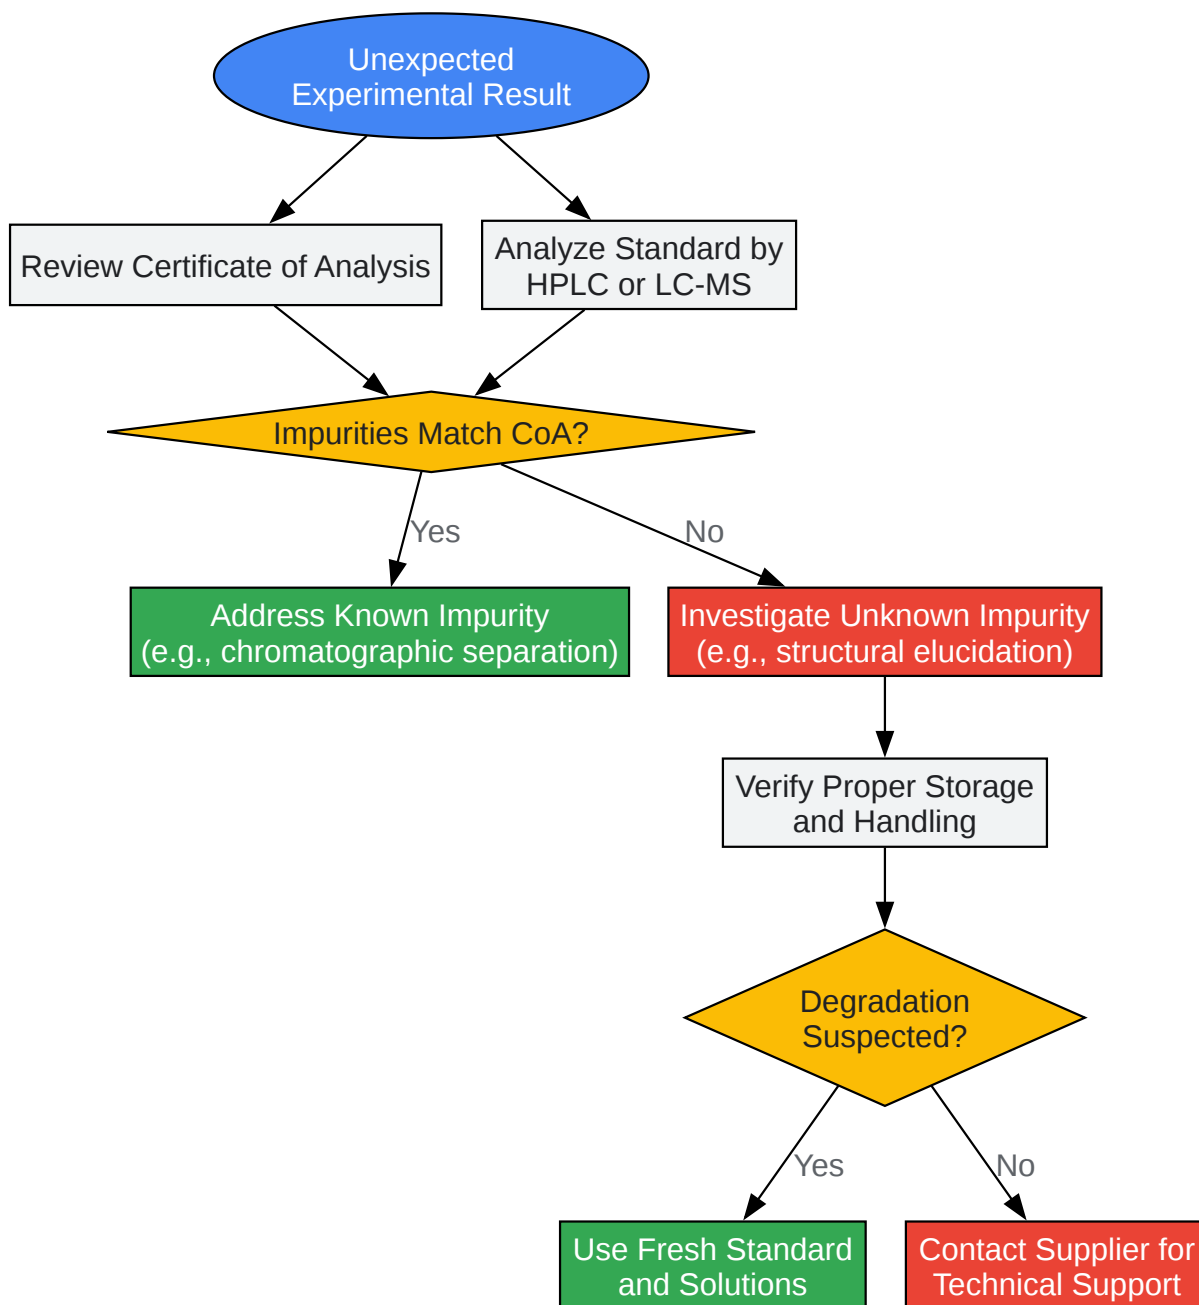 Unexpected
Experimental Result
Review Certificate of Analysis
Analyze Standard by
HPLC or LC-MS
Impurities Match CoA?
Yes
No
Address Known Impurity
(e.g., chromatographic separation)
Investigate Unknown Impurity
(e.g., structural elucidation)
Verify Proper Storage
and Handling
Degradation
Suspected?
Yes
No
Use Fresh Standard
and Solutions
Contact Supplier for
Technical Support